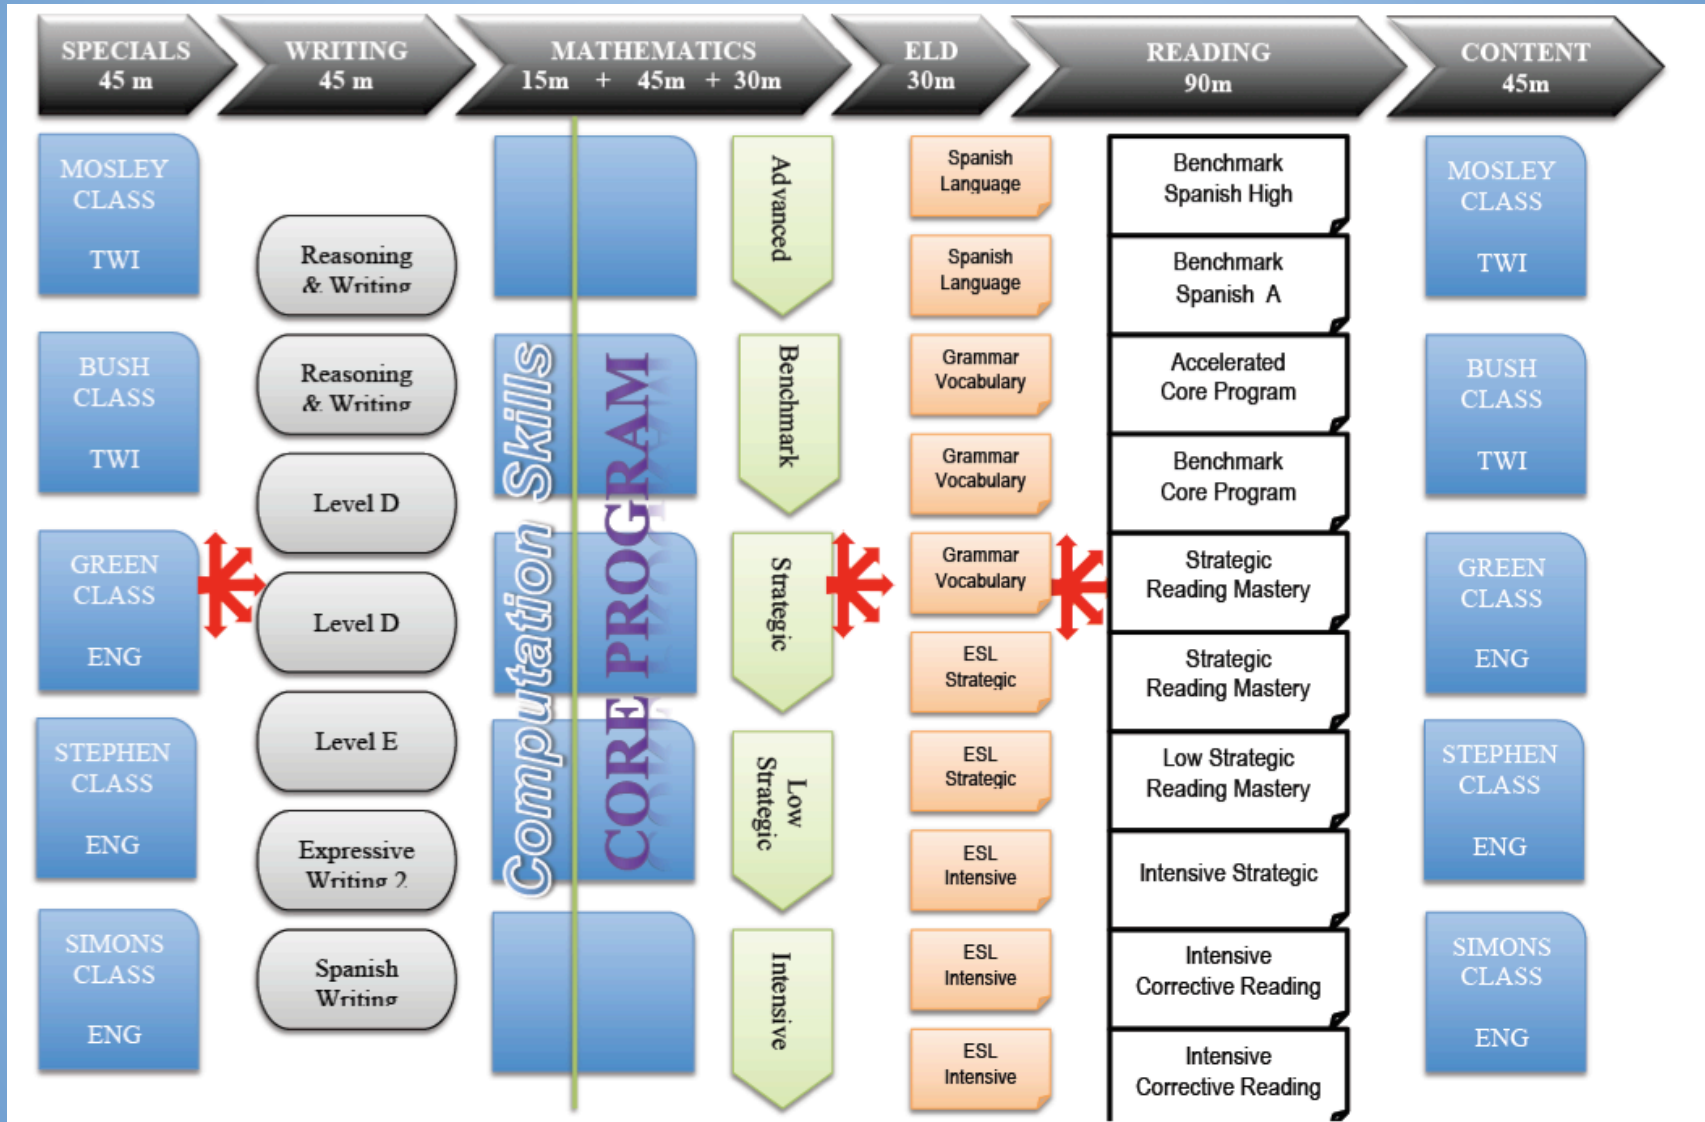 SPECIALS
45 m
WRITING
45 m
MATHEMATICS
15m + 45m + 30m
ELD
30m
READING
90m
CONTENT
45m
MOSLEY
CLASS
TWI
BUSH
CLASS
TWI
GREEN
CLASS
ENG
STEPHEN
CLASS
ENG
SIMONS
CLASS
ENG
Reasoning
& Writing
Reasoning
& Writing
Level D
Level D
Level E
Expressive
Writing 2
Spanish
Writing
Computation Skills
CORE PROGRAM
Advanced
Benchmark
Strategic
Low
Strategic
Intensive
Spanish
Language
Spanish
Language
Grammar
Vocabulary
Grammar
Vocabulary
Grammar
Vocabulary
ESL
Strategic
ESL
Strategic
ESL
Intensive
ESL
Intensive
ESL
Intensive
Benchmark
Spanish High
Benchmark
Spanish A
Accelerated
Core Program
Benchmark
Core Program
Strategic
Reading Mastery
Strategic
Reading Mastery
Low Strategic
Reading Mastery
Intensive Strategic
Intensive
Corrective Reading
Intensive
Corrective Reading
MOSLEY
CLASS
TWI
BUSH
CLASS
TWI
GREEN
CLASS
ENG
STEPHEN
CLASS
ENG
SIMONS
CLASS
ENG